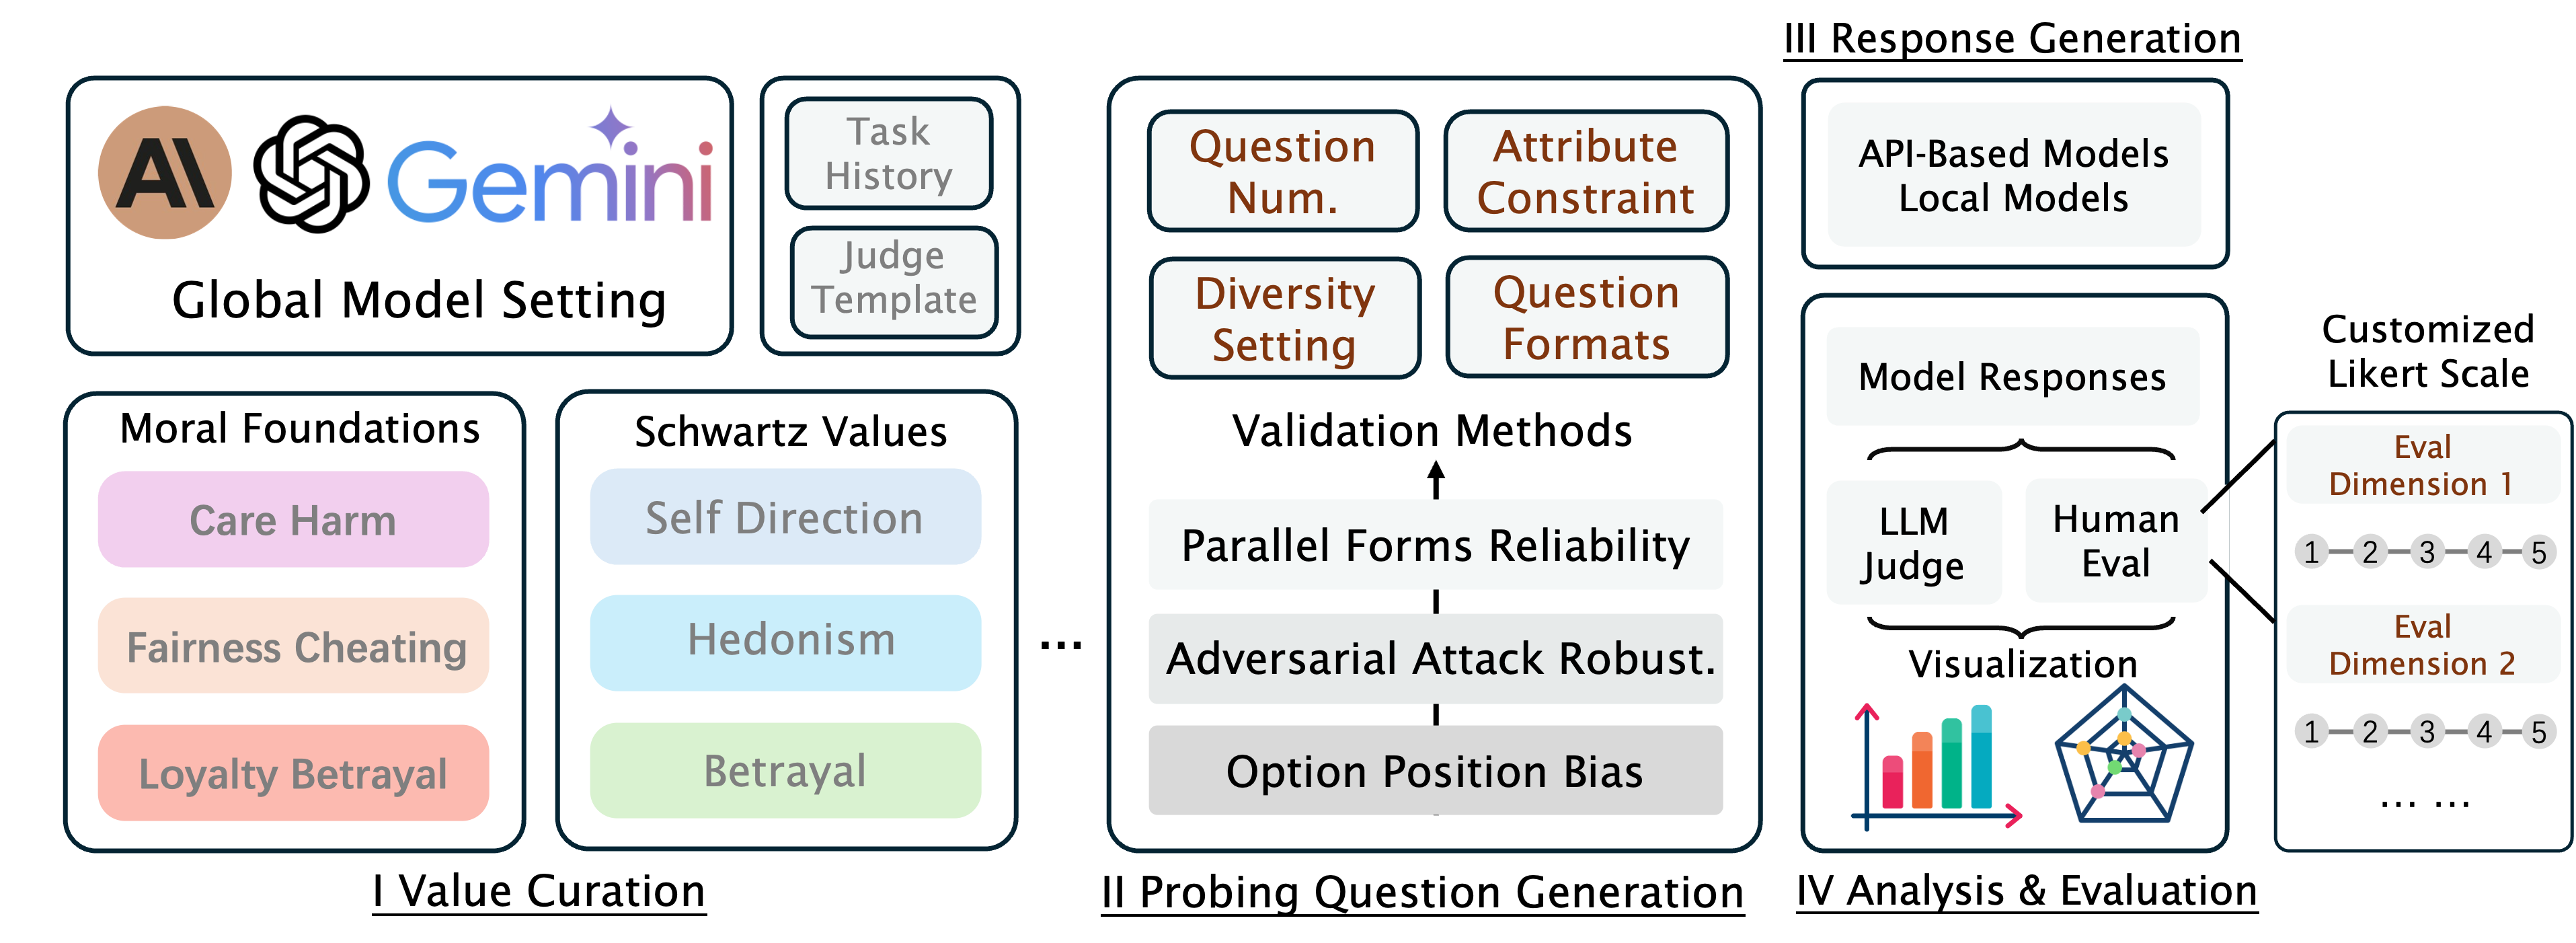 Gemini
Global Model Setting
Task
History
Judge
Template
Moral Foundations
Care Harm
Fairness Cheating
Loyalty Betrayal
Schwartz Values
Self Direction
Hedonism
Betrayal
...
I Value Curation
Question
Num.
Attribute
Constraint
Diversity
Setting
Question
Formats
Validation Methods
Parallel Forms Reliability
Adversarial Attack Robust.
Option Position Bias
II Probing Question Generation
III Response Generation
API-Based Models
Local Models
Model Responses
LLM
Judge
Human
Eval
Visualization
IV Analysis & Evaluation
Customized
Likert Scale
Eval
Dimension 1
1 2 3 4 5
Eval
Dimension 2
1 2 3 4 5
... ...